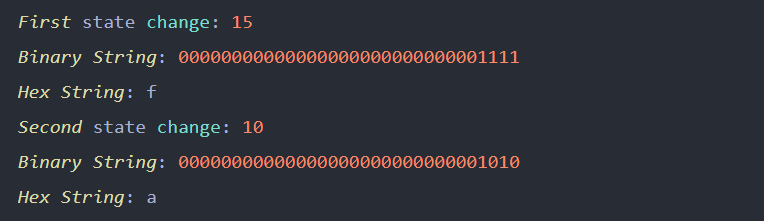 First state change: 15
Binary String: 00000000000000000000000000001111
Hex String: f
Second state change: 10
Binary String: 00000000000000000000000000001010
Hex String: a